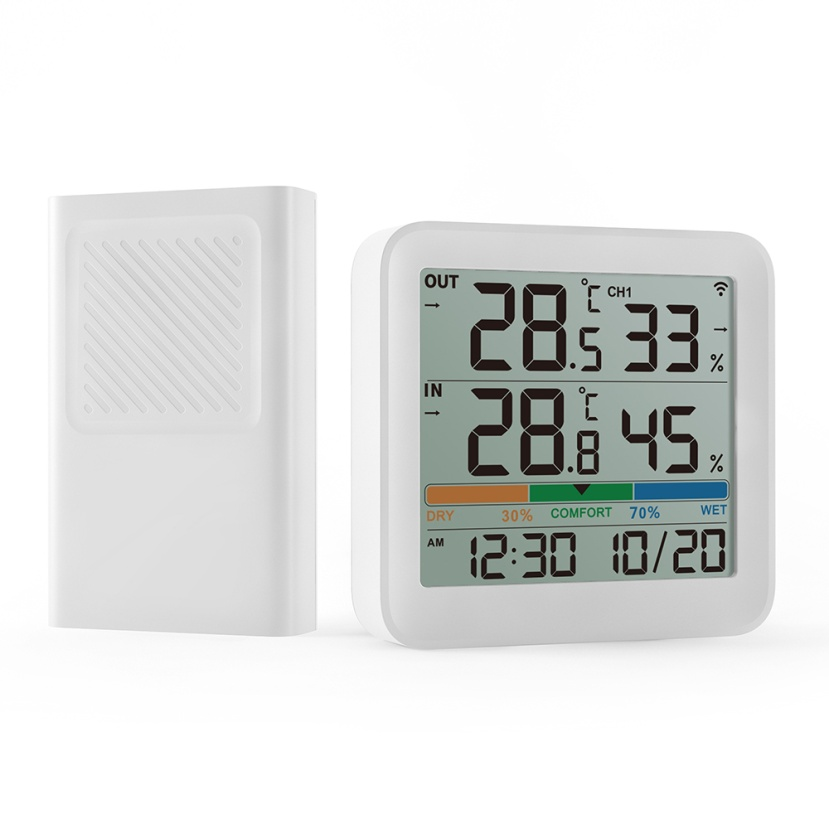 OUT → 28.5 °C CH1 33 → %
IN → 28.8 °C 45 %
DRY 30% COMFORT 70% WET
AM 12:30 10/20